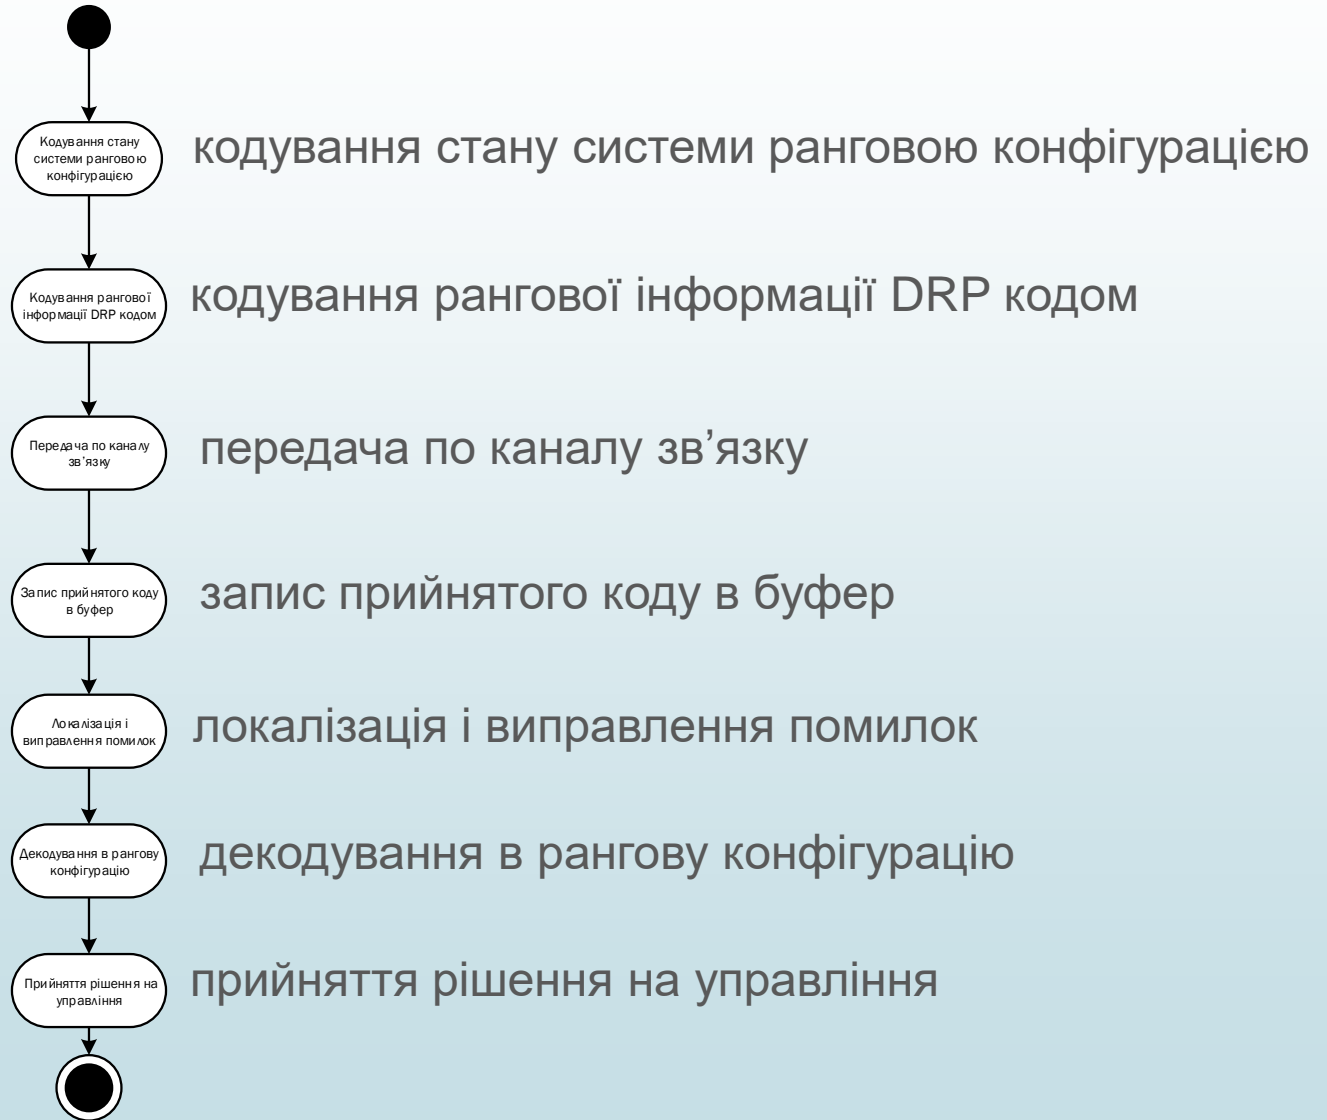 Кодування стану
системи ранговою
конфігурацією
кодування стану системи ранговою конфігурацією
Кодування рангової
інформації DRP кодом
кодування рангової інформації DRP кодом
Передача по каналу
зв’язку
передача по каналу зв’язку
Запис прийнятого коду
в буфер
запис прийнятого коду в буфер
Локалізація і
виправлення помилок
локалізація і виправлення помилок
Декодування в рангову
конфігурацію
декодування в рангову конфігурацію
Прийняття рішення на
управління
прийняття рішення на управління